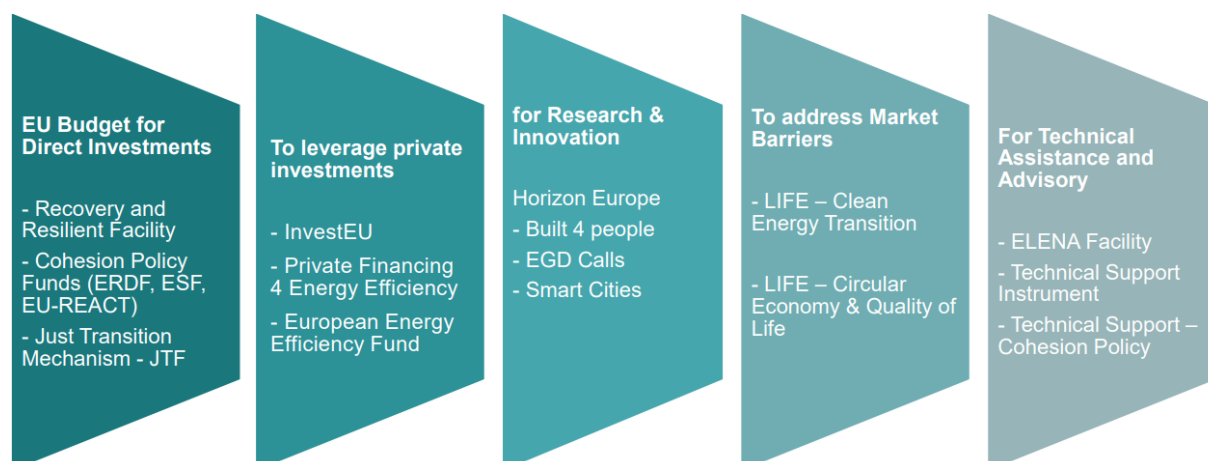 EU Budget for
Direct Investments
- Recovery and
Resilient Facility
- Cohesion Policy
Funds (ERDF, ESF,
EU-REACT)
- Just Transition
Mechanism - JTF
To leverage private
investments
- InvestEU
- Private Financing
4 Energy Efficiency
- European Energy
Efficiency Fund
for Research &
Innovation
Horizon Europe
- Built 4 people
- EGD Calls
- Smart Cities
To address Market
Barriers
- LIFE – Clean
Energy Transition
- LIFE – Circular
Economy & Quality of
Life
For Technical
Assistance and
Advisory
- ELENA Facility
- Technical Support
Instrument
- Technical Support –
Cohesion Policy